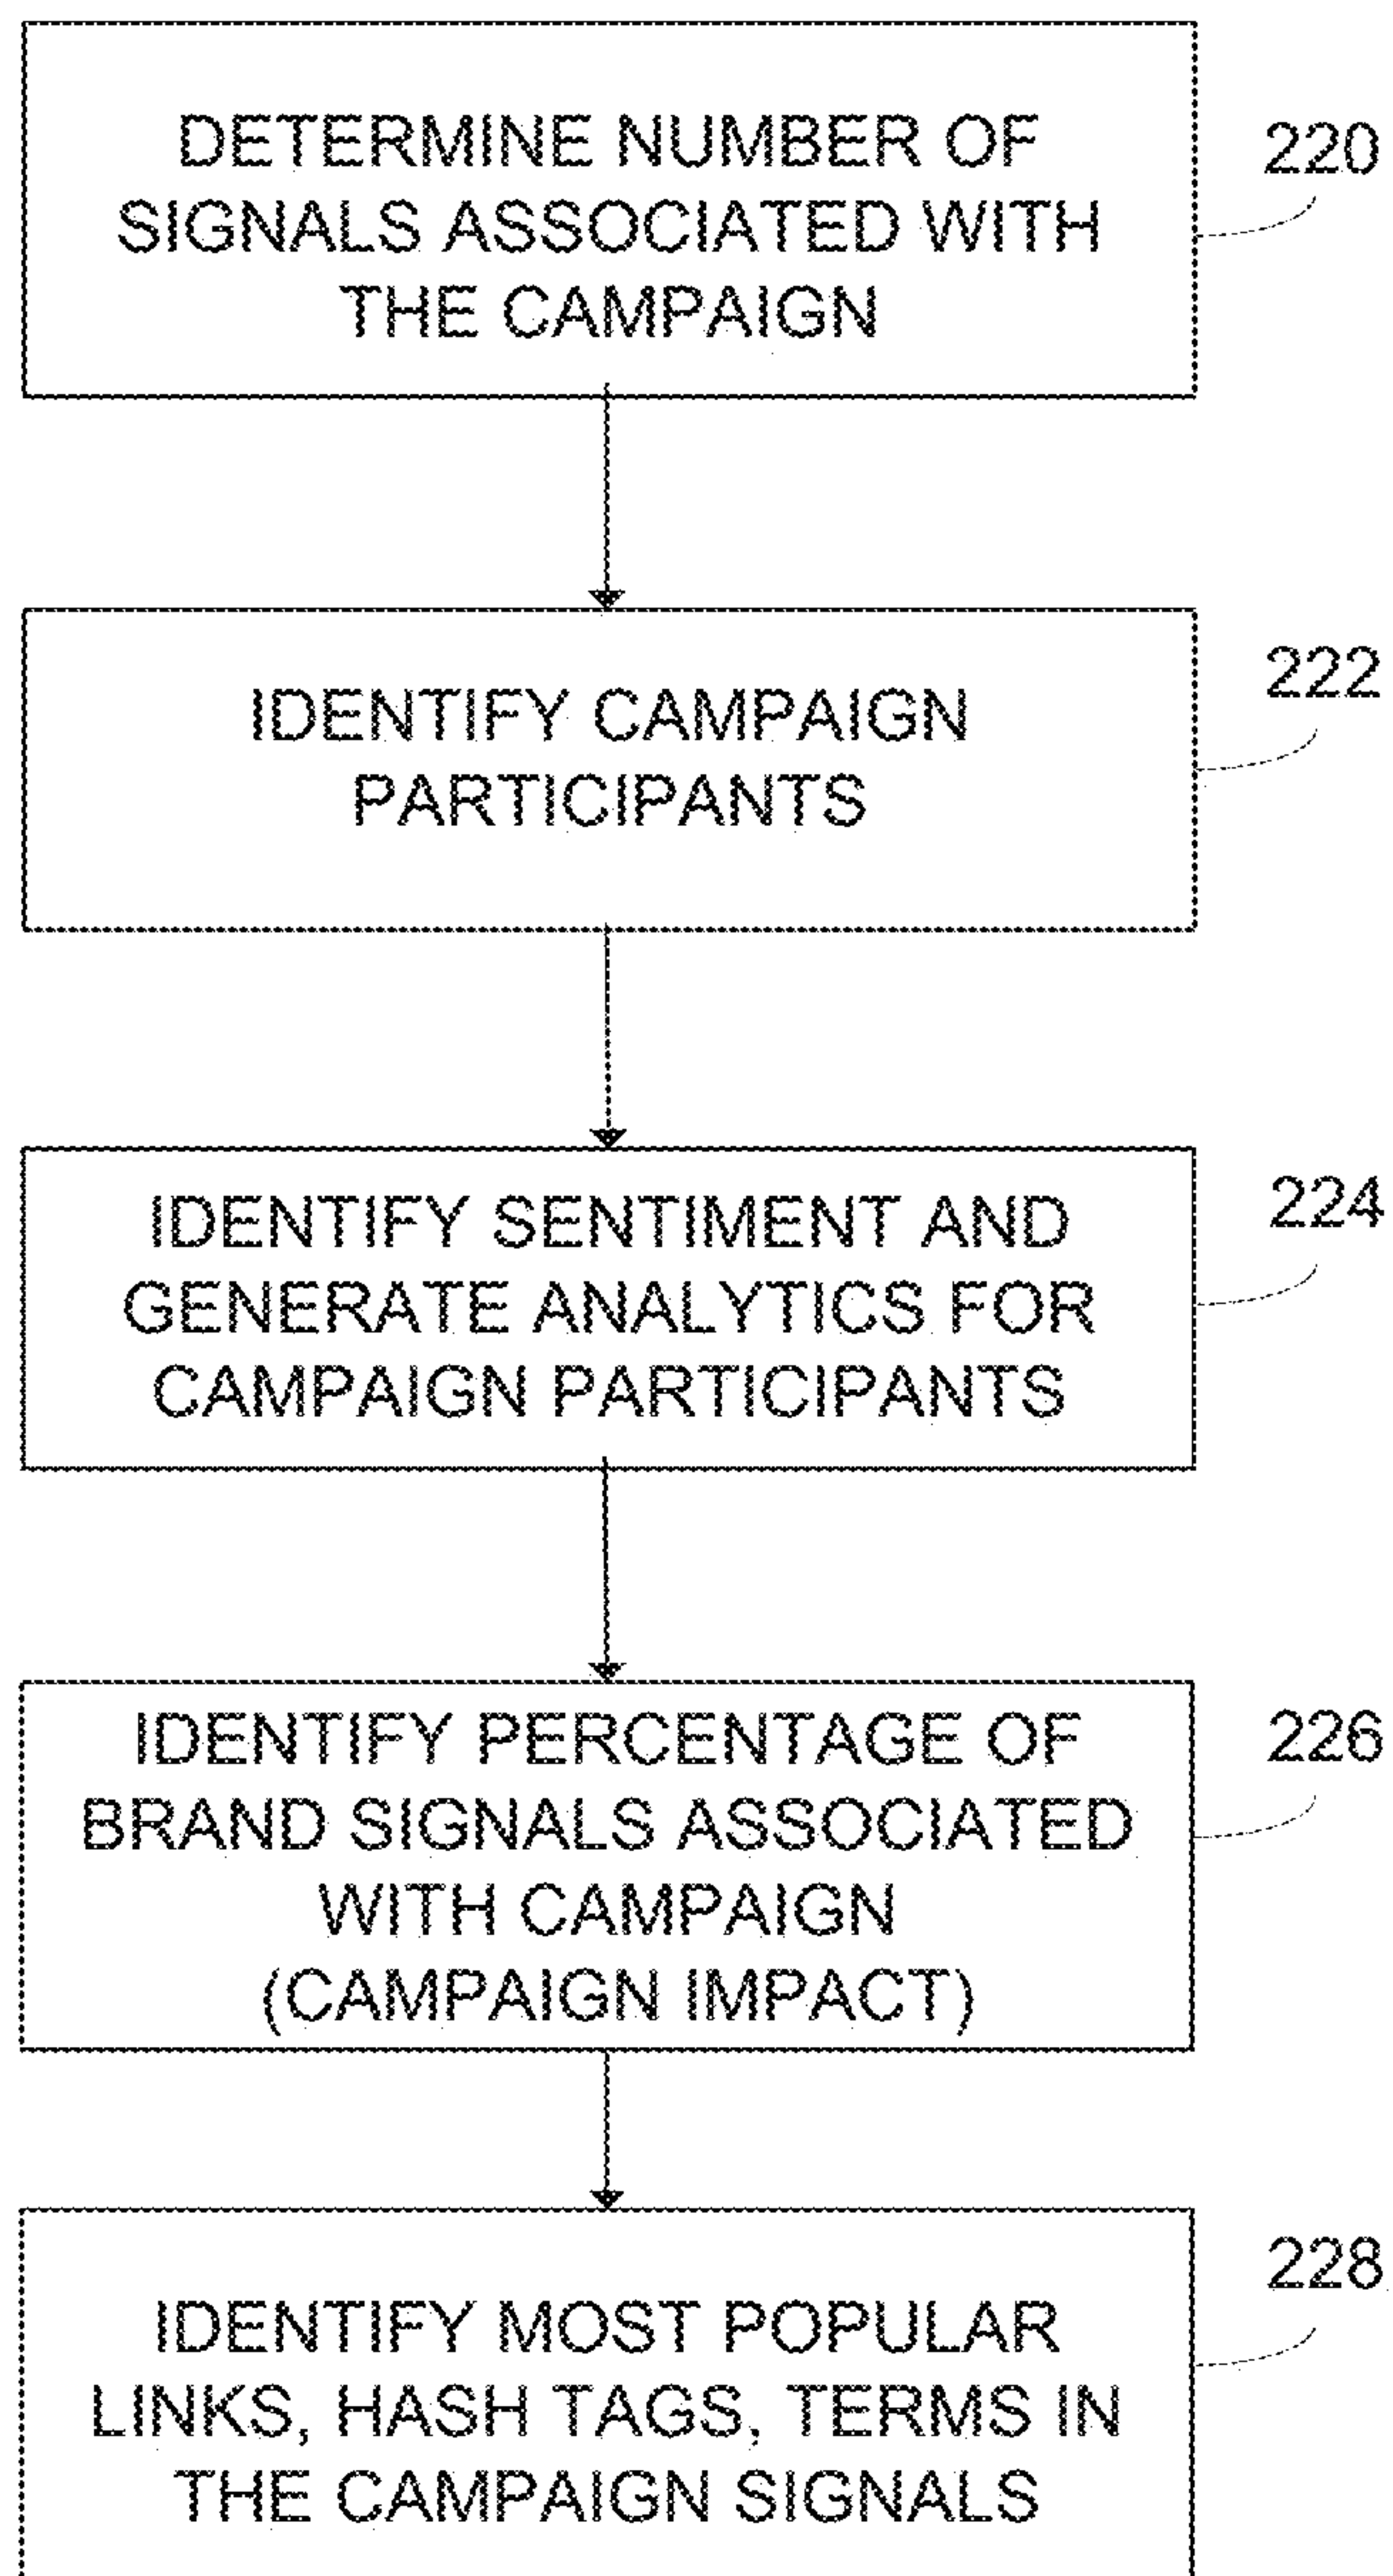 DETERMINE NUMBER OF
SIGNALS ASSOCIATED WITH
THE CAMPAIGN
220
IDENTIFY CAMPAIGN
PARTICIPANTS
222
IDENTIFY SENTIMENT AND
GENERATE ANALYTICS FOR
CAMPAIGN PARTICIPANTS
224
IDENTIFY PERCENTAGE OF
BRAND SIGNALS ASSOCIATED
WITH CAMPAIGN
(CAMPAIGN IMPACT)
226
IDENTIFY MOST POPULAR
LINKS, HASH TAGS, TERMS IN
THE CAMPAIGN SIGNALS
228